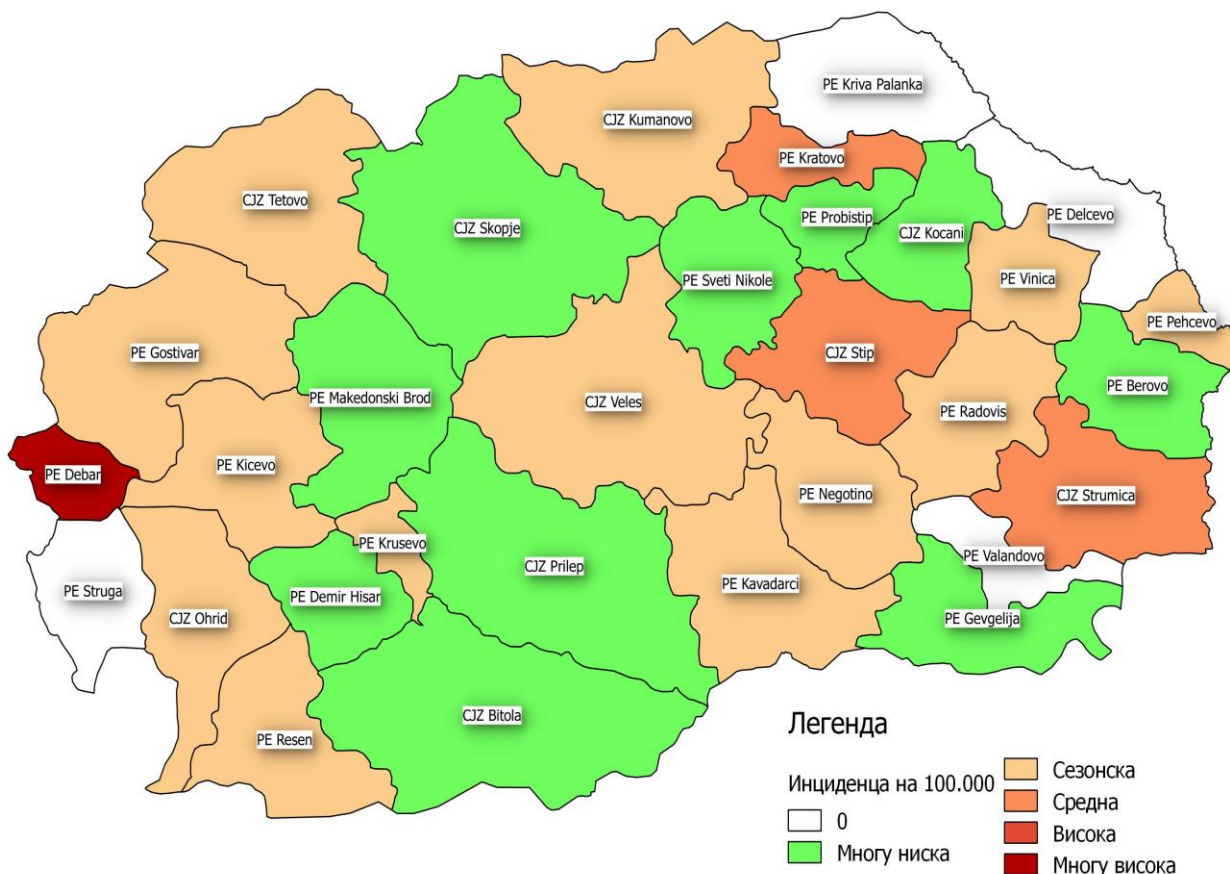 PE Kriva Palanka
CJZ Kumanovo
PE Kratovo
CJZ Tetovo
PE Probistip
PE Delcevo
CJZ Skopje
CJZ Kocani
PE Sveti Nikole
PE Vinica
PE Pehcevo
PE Gostivar
CJZ Stip
PE Berovo
PE Makedonski Brod
CJZ Veles
PE Radovis
PE Debar
PE Kicevo
PE Negotino
CJZ Strumica
PE Krusevo
PE Valandovo
CJZ Prilep
PE Kavadarci
PE Struga
PE Demir Hisar
CJZ Ohrid
PE Gevgelija
CJZ Bitola
PE Resen
Легенда
Инциденца на 100.000
0
Многу ниска
Сезонска
Средна
Висока
Многу висока